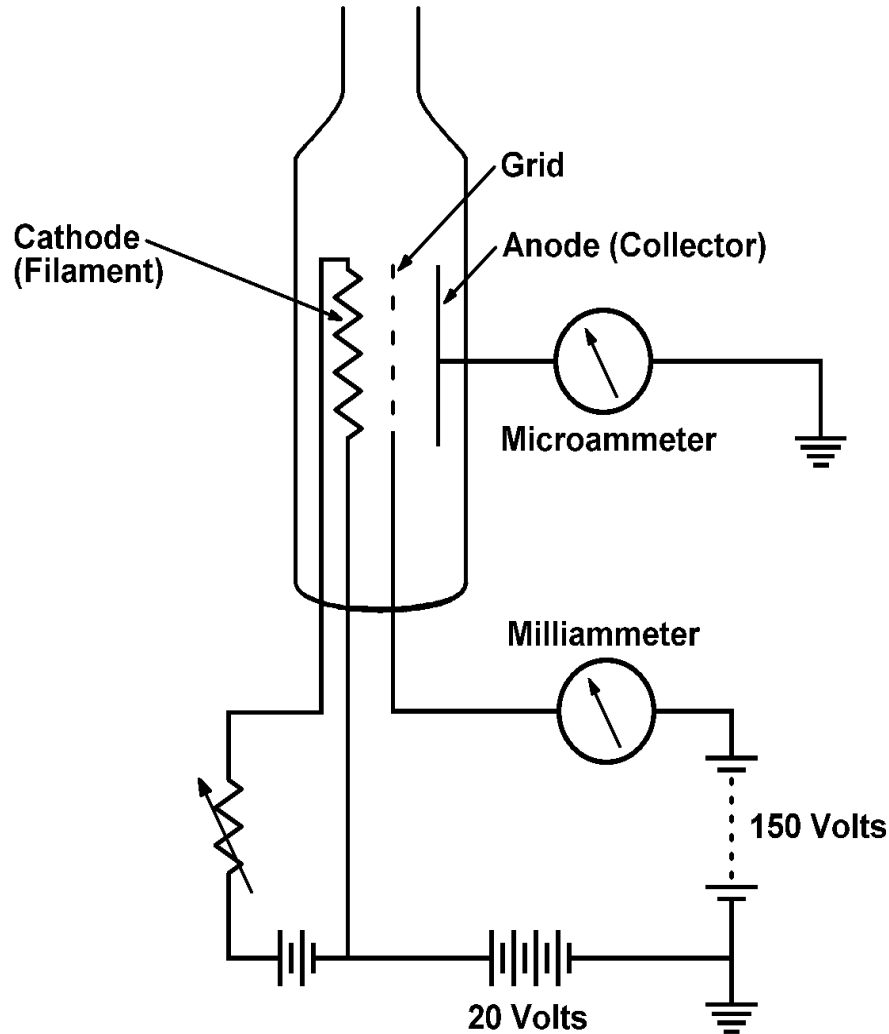 Grid
Cathode
(Filament)
Anode (Collector)
Microammeter
Milliammeter
150 Volts
20 Volts